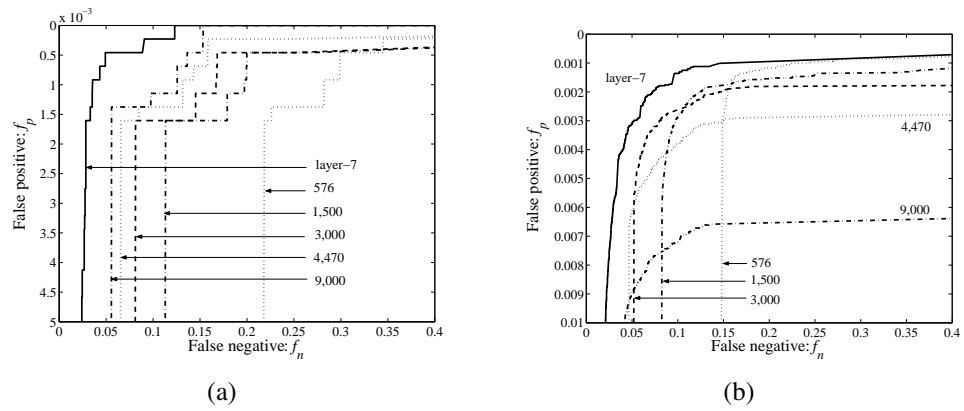 x 10⁻³
0
0.5
1
1.5
2
2.5
3
3.5
4
4.5
5
0 0.05 0.1 0.15 0.2 0.25 0.3 0.35 0.4
False positive: fₚ
False negative: fₙ
layer−7
576
1,500
3,000
4,470
9,000
(a)
0
0.001
0.002
0.003
0.004
0.005
0.006
0.007
0.008
0.009
0.01
0 0.05 0.1 0.15 0.2 0.25 0.3 0.35 0.4
False positive: fₚ
False negative: fₙ
layer−7
4,470
9,000
576
1,500
3,000
(b)